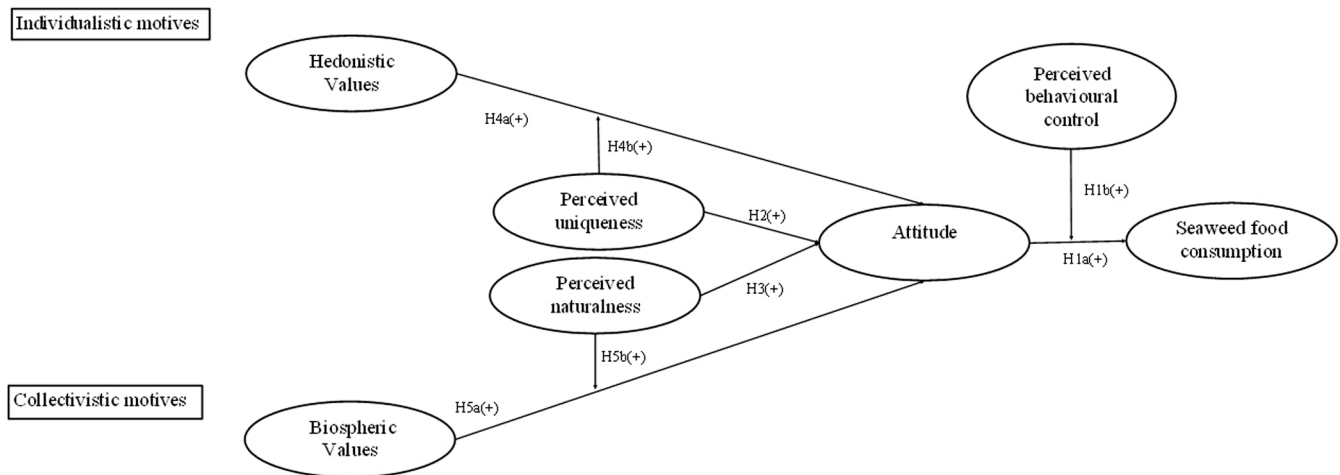 Individualistic motives
Hedonistic
Values
Perceived
behavioural
control
H4a(+)
H4b(+)
H1b(+)
Perceived
uniqueness
H2(+)
Attitude
Seaweed food
consumption
H1a(+)
Perceived
naturalness
H3(+)
H5b(+)
Collectivistic motives
H5a(+)
Biospheric
Values